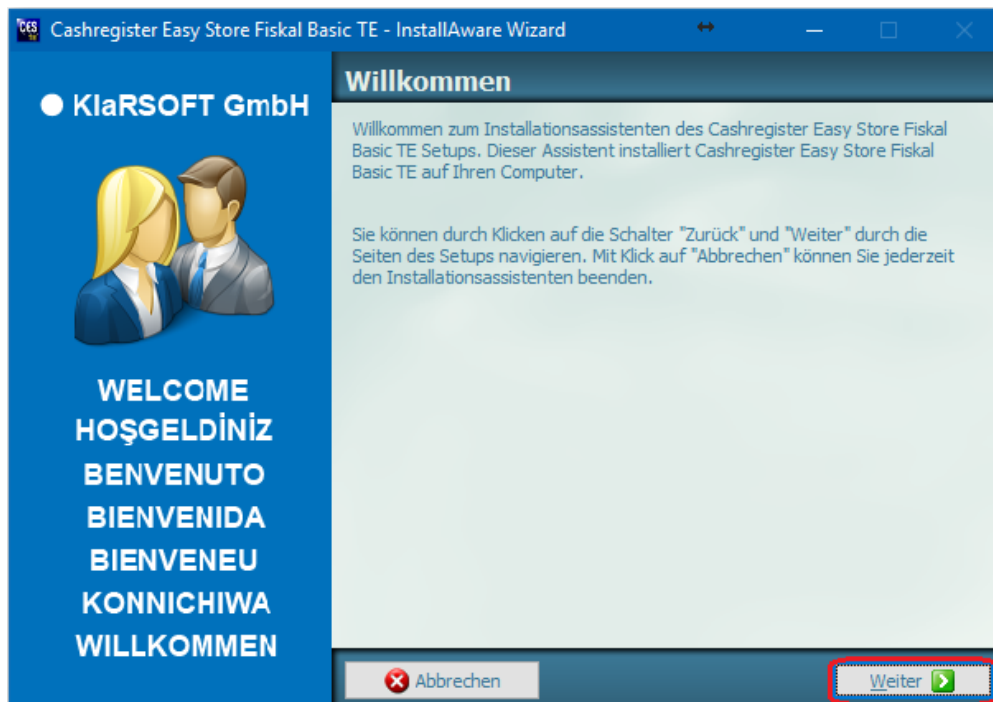 Cashregister Easy Store Fiskal Basic TE - InstallAware Wizard
KlaRSOFT GmbH
WELCOME
HOŞGELDİNİZ
BENVENUTO
BIENVENIDA
BIENVENEU
KONNICHIWA
WILLKOMMEN
Willkommen
Willkommen zum Installationsassistenten des Cashregister Easy Store Fiskal
Basic TE Setups. Dieser Assistent installiert Cashregister Easy Store Fiskal
Basic TE auf Ihren Computer.
Sie können durch Klicken auf die Schalter "Zurück" und "Weiter" durch die
Seiten des Setups navigieren. Mit Klick auf "Abbrechen" können Sie jederzeit
den Installationsassistenten beenden.
Abbrechen
Weiter